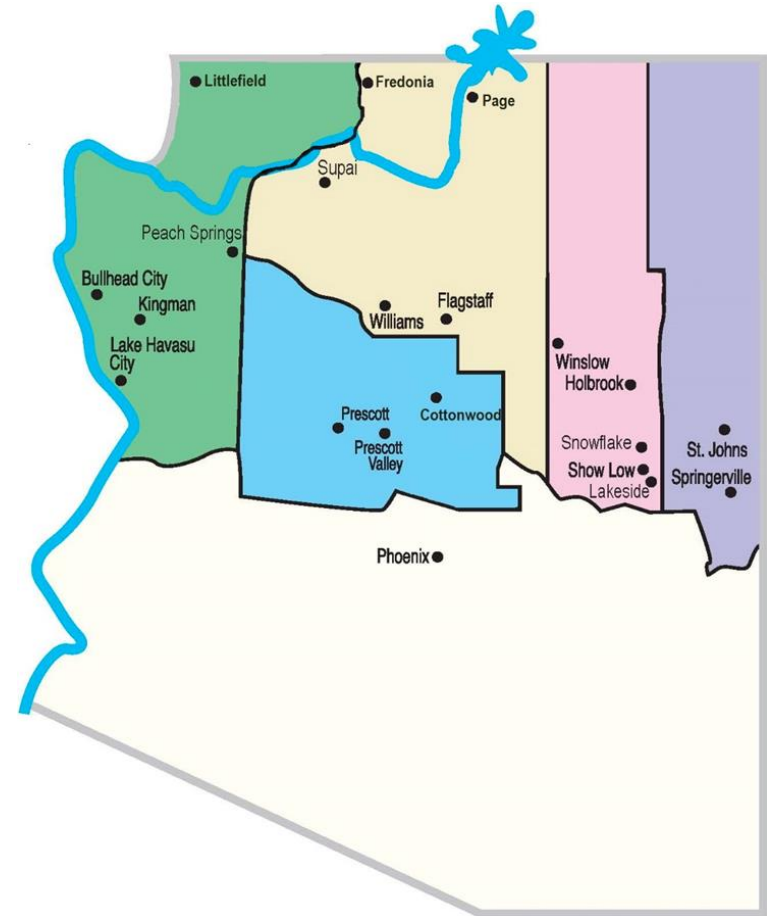 Littlefield
Fredonia
Page
Supai
Peach Springs
Bullhead City
Kingman
Lake Havasu
City
Williams
Flagstaff
Winslow
Holbrook
Prescott
Cottonwood
Prescott
Valley
Snowflake
St. Johns
Show Low
Springerville
Lakeside
Phoenix